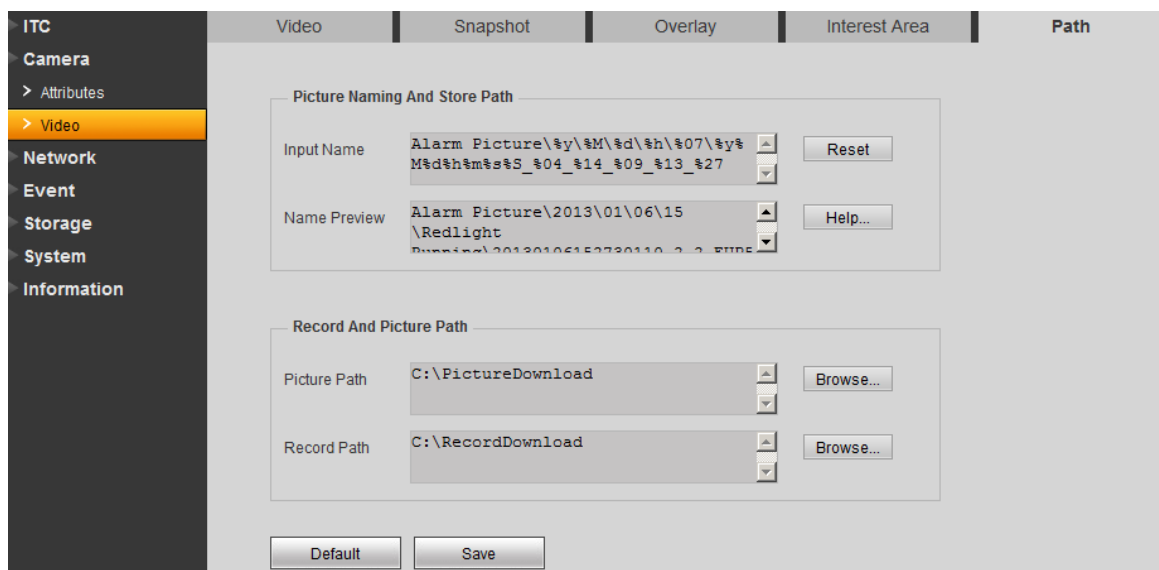 ITC
Camera
Attributes
Video
Network
Event
Storage
System
Information
Video
Snapshot
Overlay
Interest Area
Path
Picture Naming And Store Path
Input Name
Alarm Picture\%y\%M\%d\%h\%07\%y%
M%d%h%m%s%S_%04_%14_%09_%13_%27
Reset
Name Preview
Alarm Picture\2013\01\06\15
\Redlight
Help...
Record And Picture Path
Picture Path
C:\PictureDownload
Browse...
Record Path
C:\RecordDownload
Browse...
Default
Save